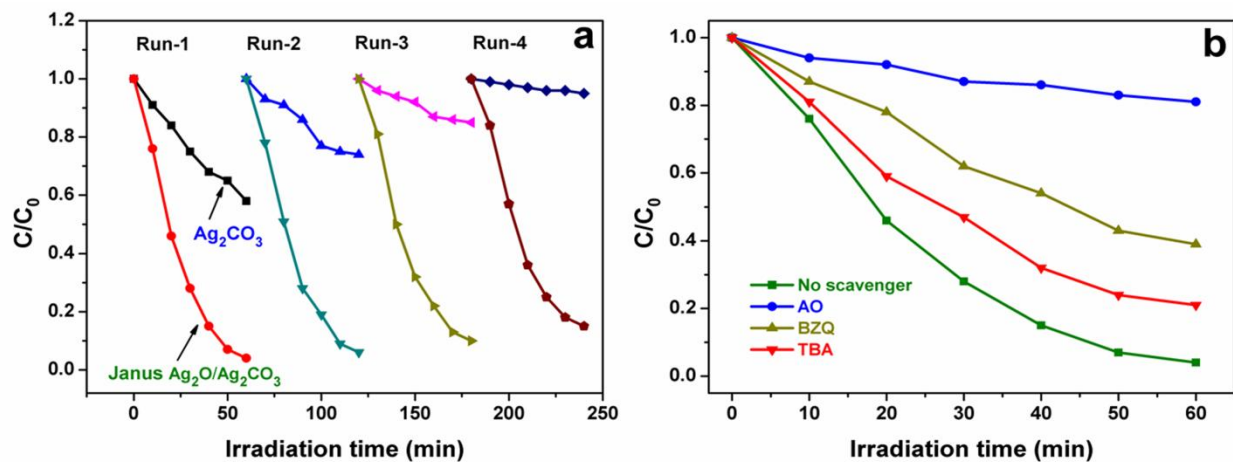 a
Run-1 Run-2 Run-3 Run-4
1.2
1.0
0.8
0.6
0.4
0.2
0.0
C/C₀
Ag₂CO₃
Janus Ag₂O/Ag₂CO₃
0 50 100 150 200 250
Irradiation time (min)
b
1.0
0.8
0.6
0.4
0.2
0.0
C/C₀
No scavenger
AO
BZQ
TBA
0 10 20 30 40 50 60
Irradiation time (min)